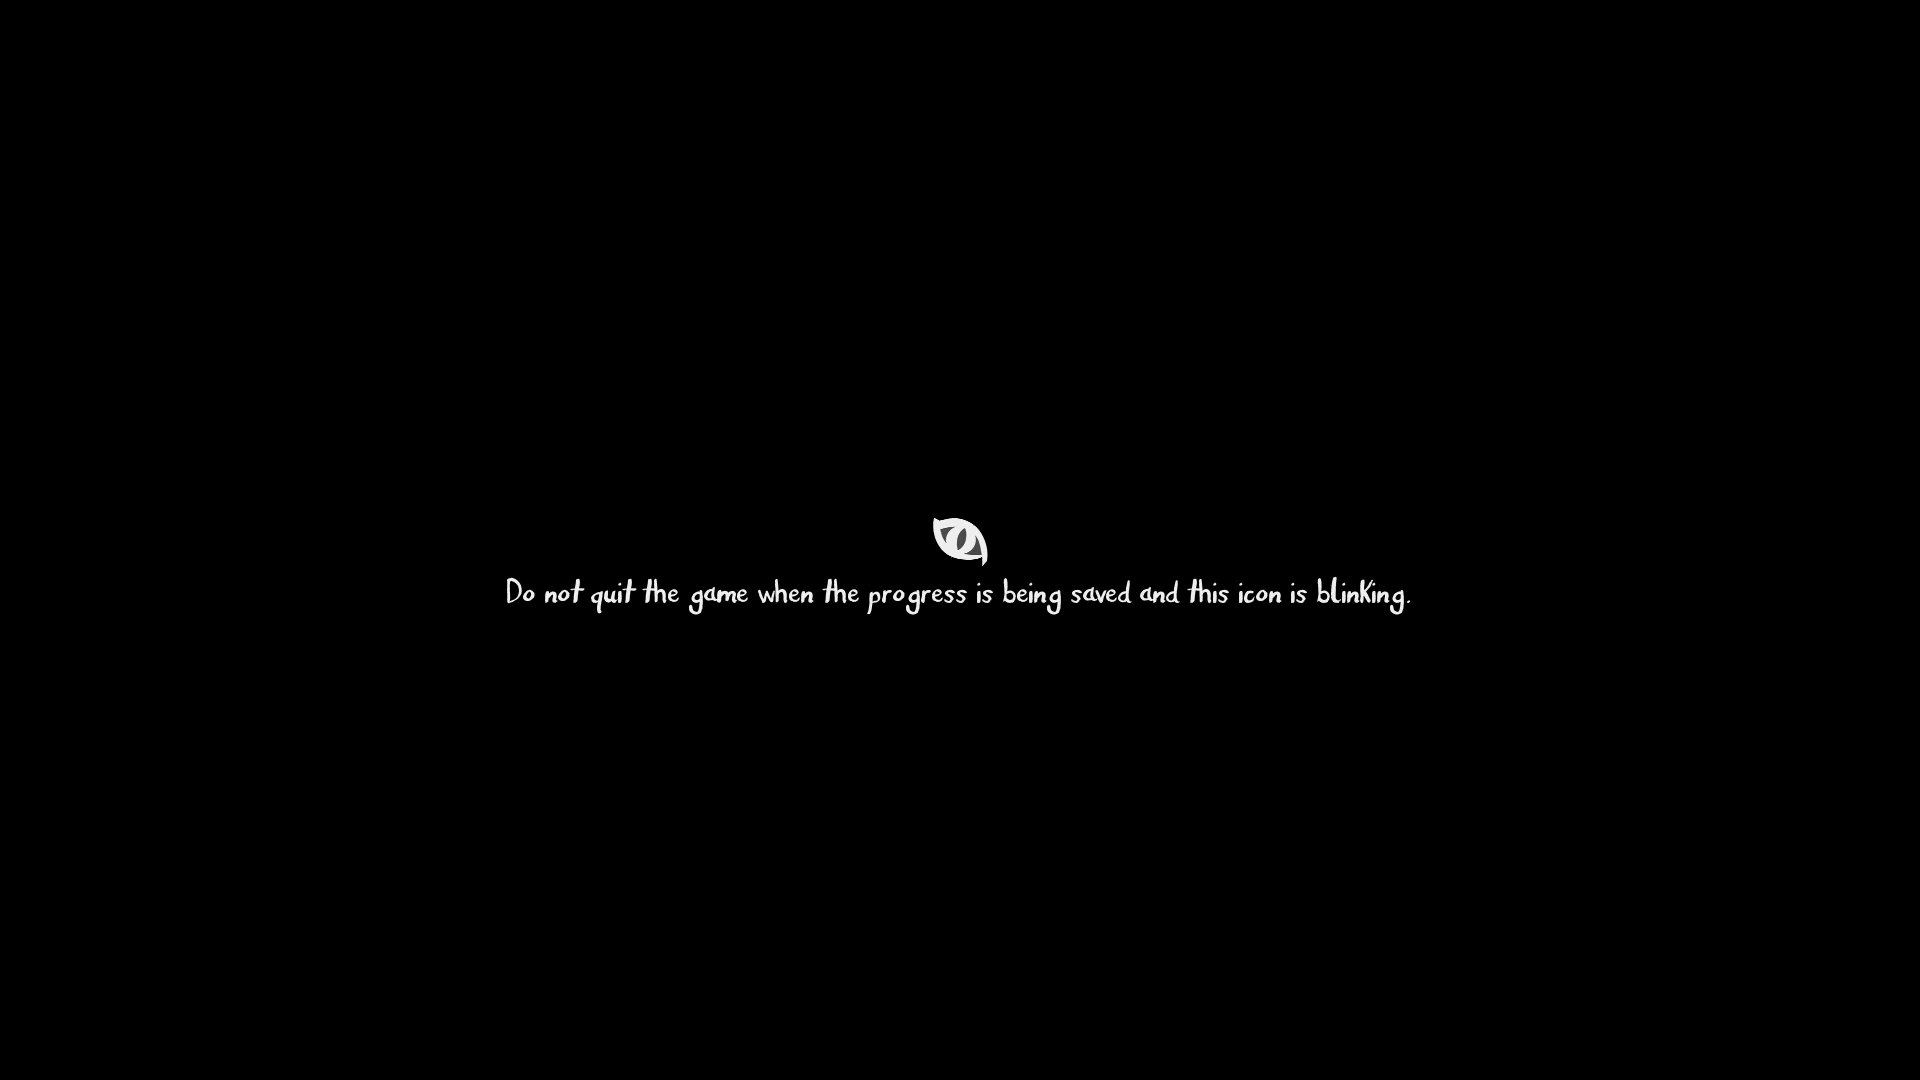 Do not quit the game when the progress is being saved and this icon is blinking.